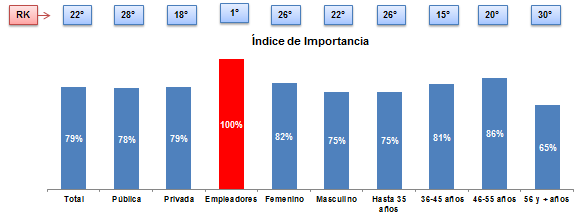 RK 22° 28° 18° 1° 26° 22° 26° 15° 20° 30°
Índice de Importancia
79% 78% 79% 100% 82% 75% 75% 81% 86% 65%
Total Pública Privada Empleadores Femenino Masculino Hasta 35 años 36-45 años 46-55 años 56 y + años